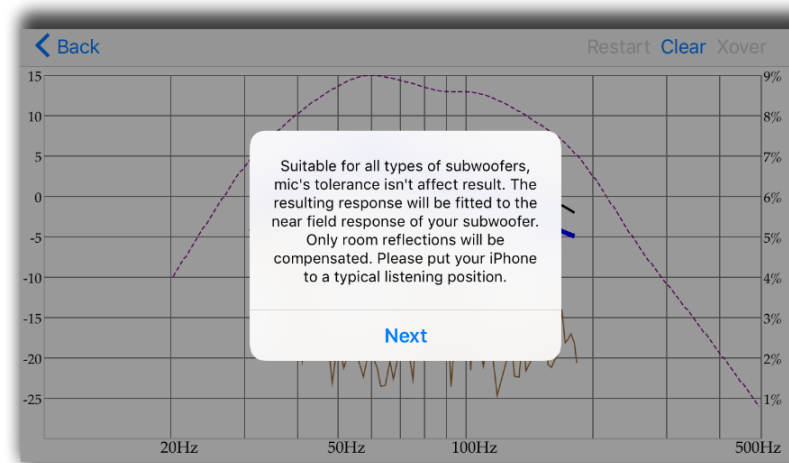 Back
Restart Clear Xover
15 9%
10 8%
5 7%
0 6%
-5 5%
-10 4%
-15 3%
-20 2%
-25 1%
20Hz 50Hz 100Hz 500Hz
Suitable for all types of subwoofers,
mic's tolerance isn't affect result. The
resulting response will be fitted to the
near field response of your subwoofer.
Only room reflections will be
compensated. Please put your iPhone
to a typical listening position.
Next